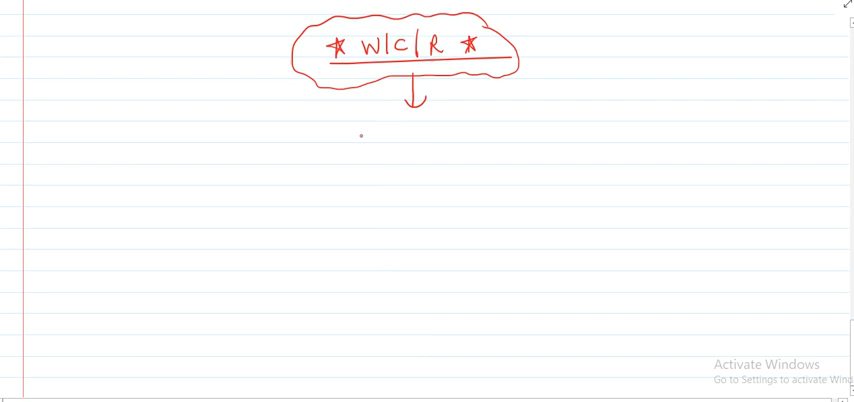 ★ W/C/R ★
Activate Windows
Go to Settings to activate Wind